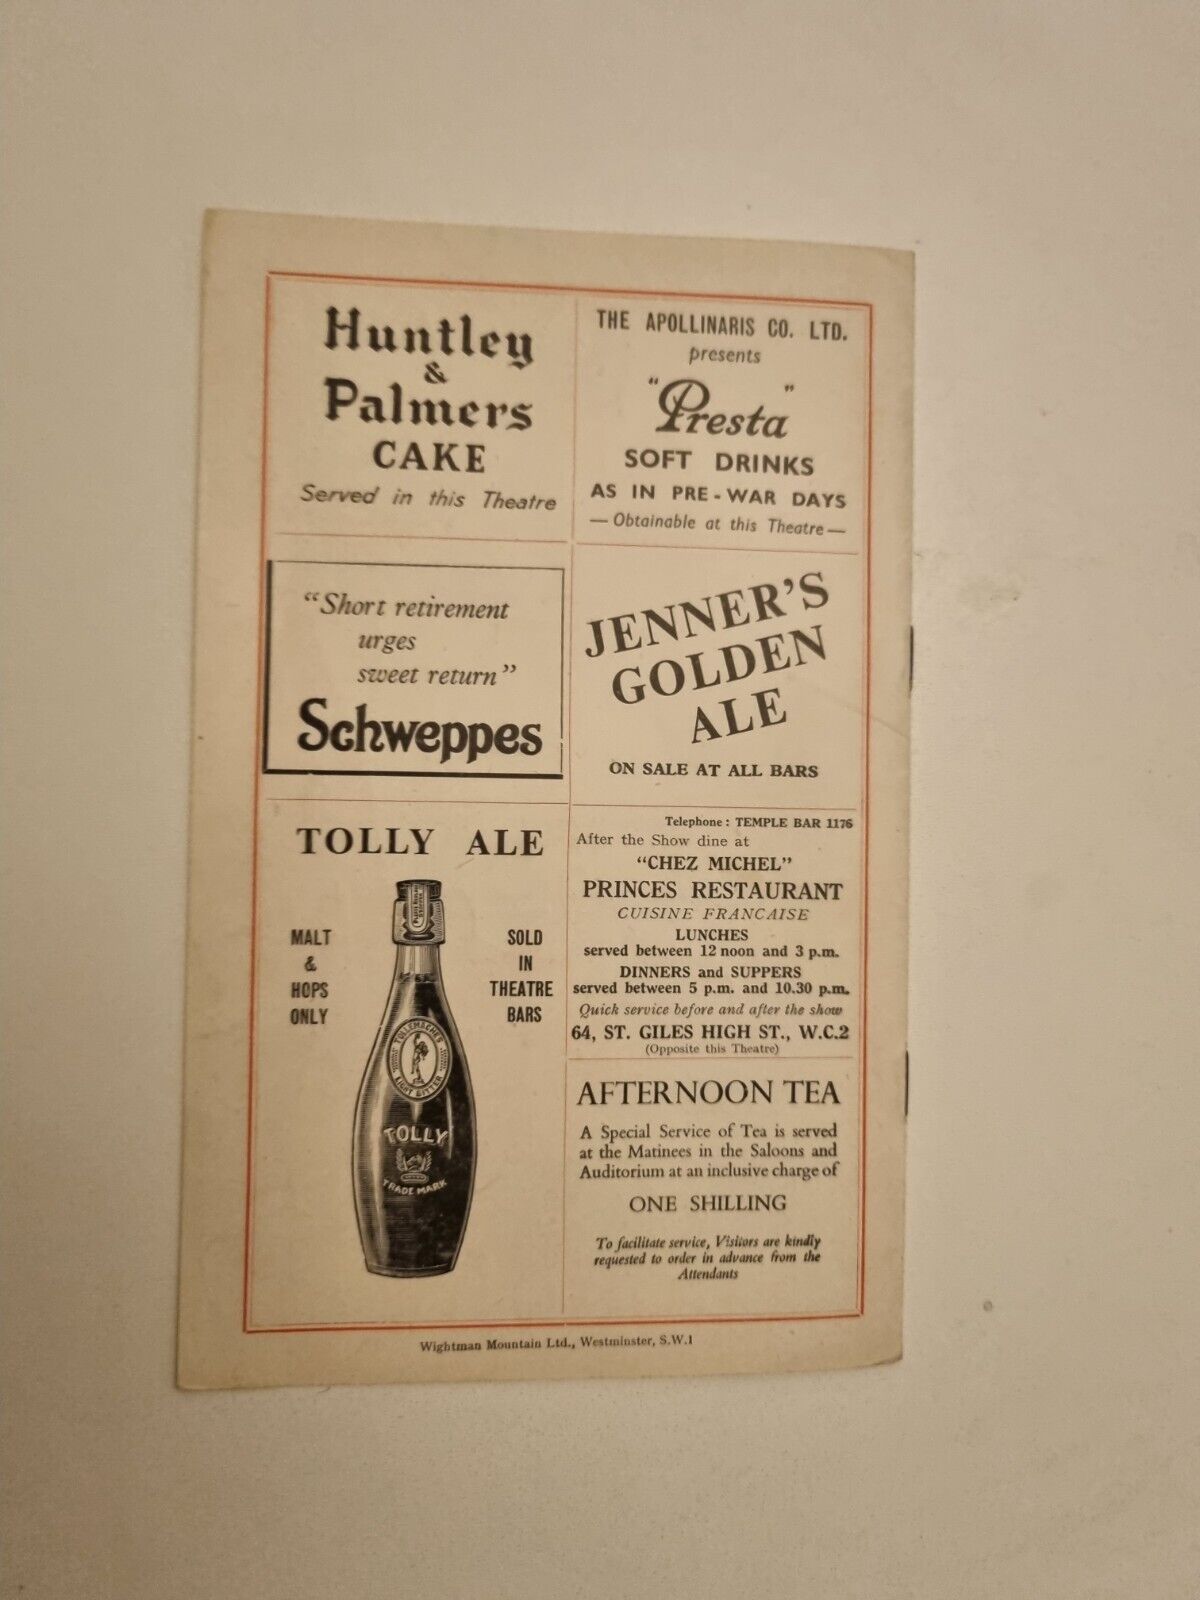 Huntley
&
Palmers
CAKE
Served in this Theatre
THE APOLLINARIS CO. LTD.
presents
"Presta"
SOFT DRINKS
AS IN PRE-WAR DAYS
— Obtainable at this Theatre —
"Short retirement
urges
sweet return"
Schweppes
JENNER'S
GOLDEN
ALE
ON SALE AT ALL BARS
TOLLY ALE
MALT
&
HOPS
ONLY
SOLD
IN
THEATRE
BARS
TOLLEMACHE'S
LIGHT BITTER
TOLLY
TRADE MARK
Telephone: TEMPLE BAR 1176
After the Show dine at
"CHEZ MICHEL"
PRINCES RESTAURANT
CUISINE FRANCAISE
LUNCHES
served between 12 noon and 3 p.m.
DINNERS and SUPPERS
served between 5 p.m. and 10.30 p.m.
Quick service before and after the show
64, ST. GILES HIGH ST., W.C.2
(Opposite this Theatre)
AFTERNOON TEA
A Special Service of Tea is served
at the Matinees in the Saloons and
Auditorium at an inclusive charge of
ONE SHILLING
To facilitate service, Visitors are kindly
requested to order in advance from the
Attendants
Wightman Mountain Ltd., Westminster, S.W.1